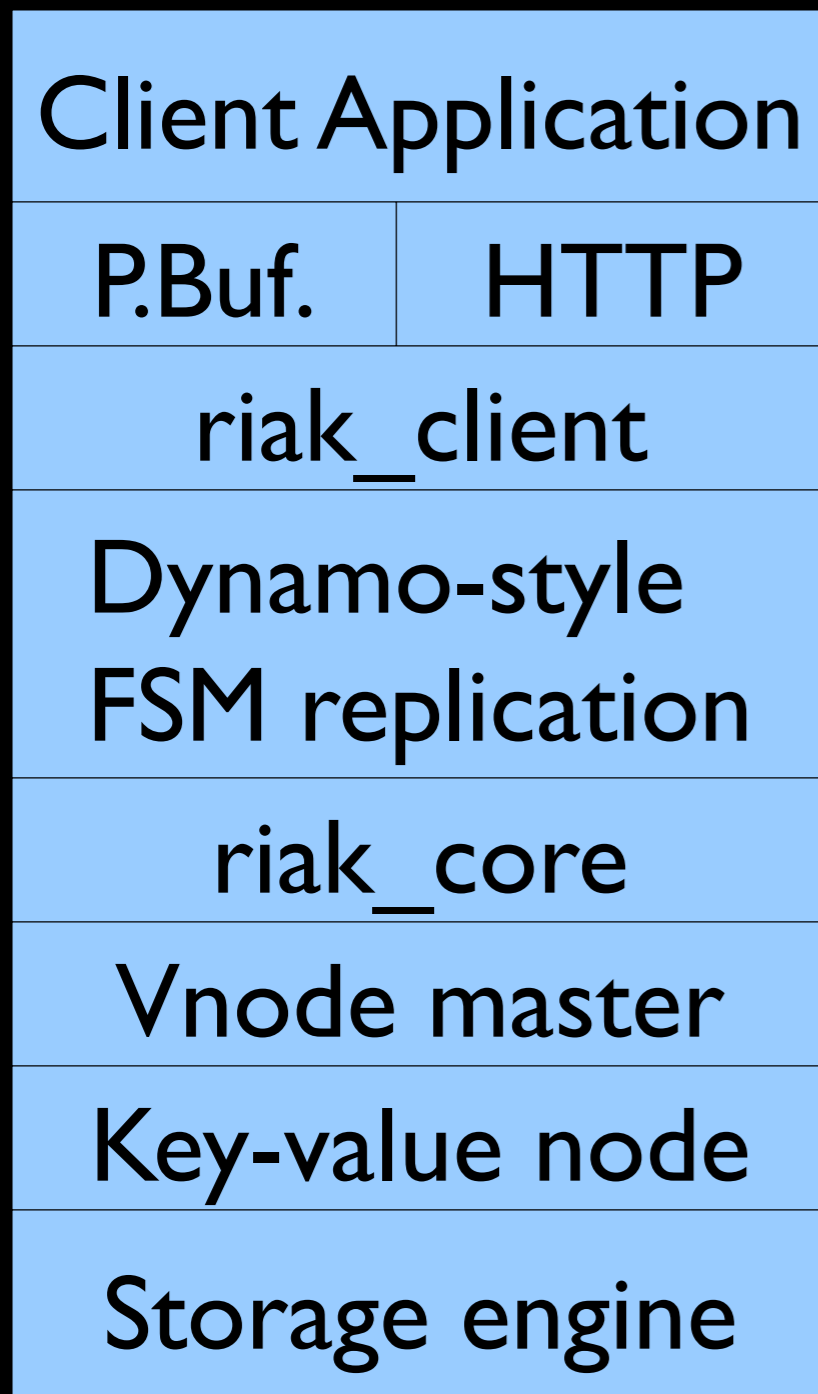 Client Application
P.Buf. HTTP
riak_client
Dynamo-style
FSM replication
riak_core
Vnode master
Key-value node
Storage engine